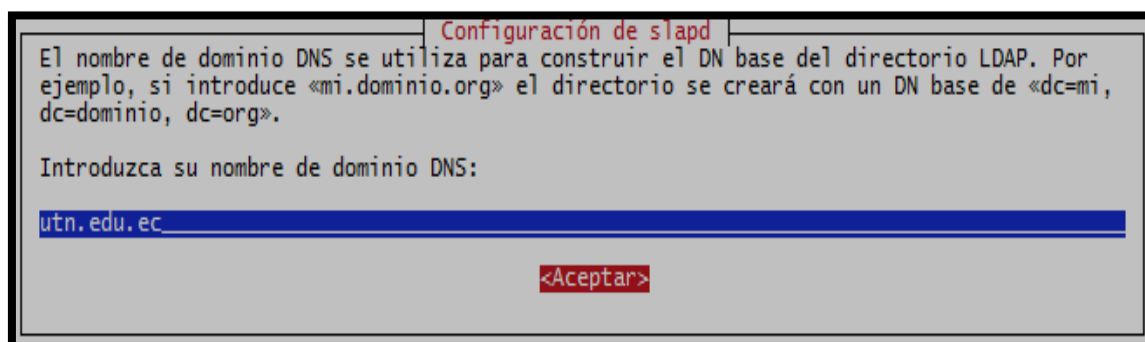 Configuración de slapd
El nombre de dominio DNS se utiliza para construir el DN base del directorio LDAP. Por
ejemplo, si introduce «mi.dominio.org» el directorio se creará con un DN base de «dc=mi,
dc=dominio, dc=org».
Introduzca su nombre de dominio DNS:
utn.edu.ec
<Aceptar>